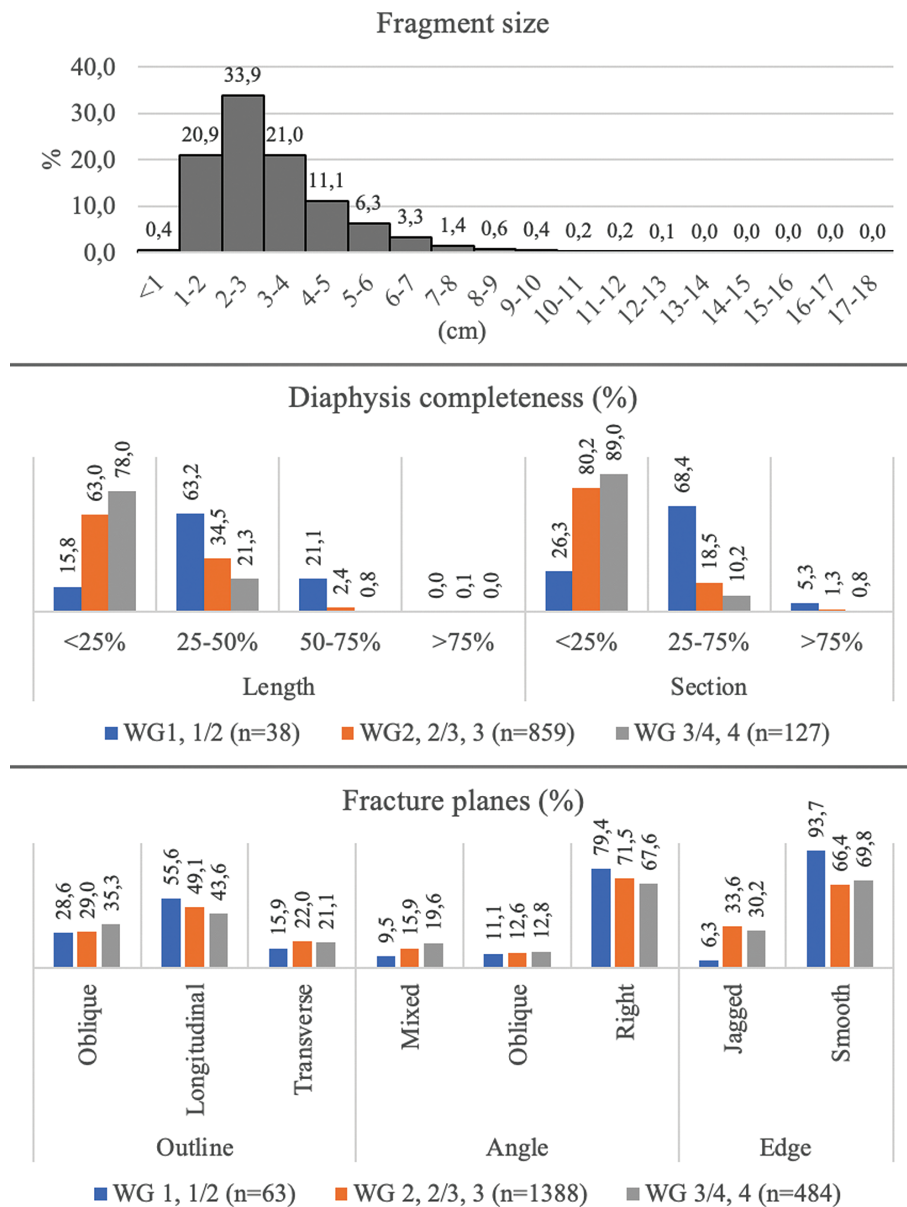 Fragment size
40,0
30,0
20,0
10,0
0,0
%
0,4 20,9 33,9 21,0 11,1 6,3 3,3 1,4 0,6 0,4 0,2 0,2 0,1 0,0 0,0 0,0 0,0 0,0
<1 1-2 2-3 3-4 4-5 5-6 6-7 7-8 8-9 9-10 10-11 11-12 12-13 13-14 14-15 15-16 16-17 17-18
(cm)
Diaphysis completeness (%)
15,8 63,0 78,0 63,2 34,5 21,3 21,1 2,4 0,8 0,0 0,1 0,0 26,3 80,2 89,0 68,4 18,5 10,2 5,3 1,3 0,8
<25% 25-50% 50-75% >75% <25% 25-75% >75%
Length Section
WG1, 1/2 (n=38) WG2, 2/3, 3 (n=859) WG 3/4, 4 (n=127)
Fracture planes (%)
28,6 29,0 35,3 55,6 49,1 43,6 15,9 22,0 21,1 9,5 15,9 19,6 11,1 12,6 12,8 79,4 71,5 67,6 6,3 33,6 30,2 93,7 66,4 69,8
Oblique Longitudinal Transverse Mixed Oblique Right Jagged Smooth
Outline Angle Edge
WG 1, 1/2 (n=63) WG 2, 2/3, 3 (n=1388) WG 3/4, 4 (n=484)